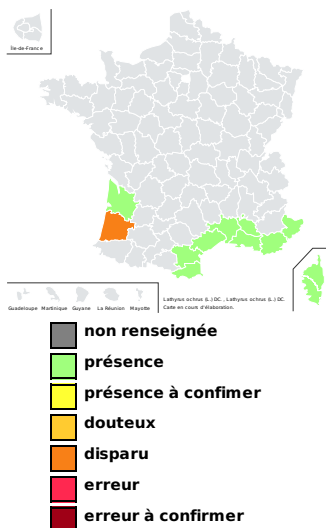 Île-de-France
Guadeloupe Martinique Guyane La Réunion Mayotte
Lathyrus ochrus (L.) DC. , Lathyrus ochrus (L.) DC.
Carte en cours d'élaboration.
non renseignée
présence
présence à confimer
douteux
disparu
erreur
erreur à confirmer